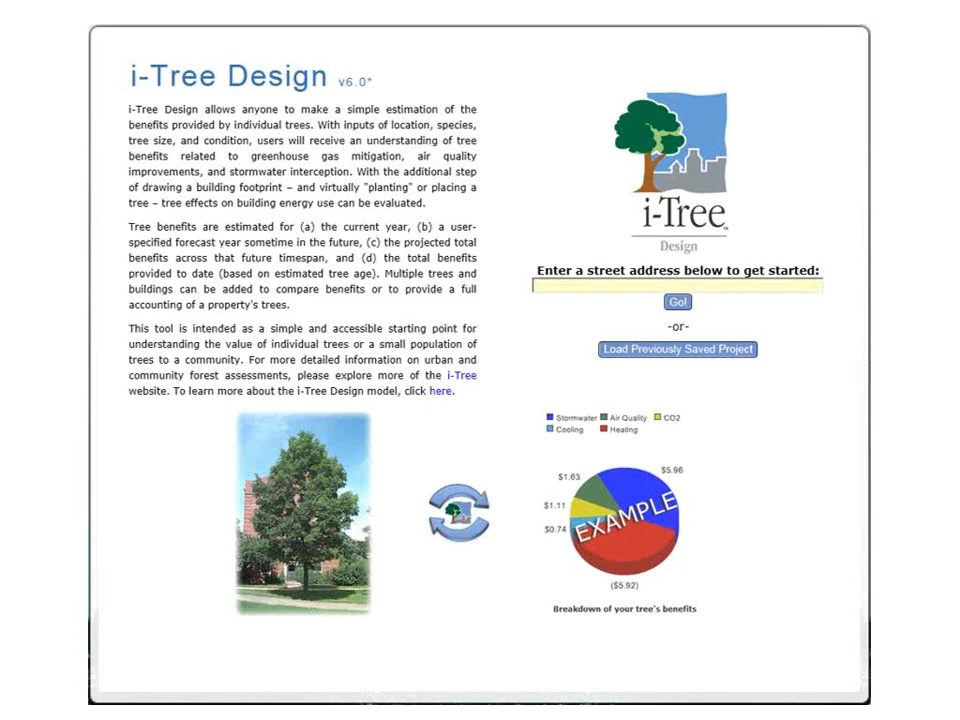 i-Tree Design v6.0*
i-Tree Design allows anyone to make a simple estimation of the
benefits provided by individual trees. With inputs of location, species,
tree size, and condition, users will receive an understanding of tree
benefits related to greenhouse gas mitigation, air quality
improvements, and stormwater interception. With the additional step
of drawing a building footprint – and virtually "planting" or placing a
tree – tree effects on building energy use can be evaluated.
Tree benefits are estimated for (a) the current year, (b) a user-
specified forecast year sometime in the future, (c) the projected total
benefits across that future timespan, and (d) the total benefits
provided to date (based on estimated tree age). Multiple trees and
buildings can be added to compare benefits or to provide a full
accounting of a property's trees.
This tool is intended as a simple and accessible starting point for
understanding the value of individual trees or a small population of
trees to a community. For more detailed information on urban and
community forest assessments, please explore more of the i-Tree
website. To learn more about the i-Tree Design model, click here.
i-Tree
Design
Enter a street address below to get started:
Go!
-or-
Load Previously Saved Project
Stormwater Air Quality CO2
Cooling Heating
$5.96
$1.63
$1.11
$0.74
EXAMPLE
($5.92)
Breakdown of your tree's benefits